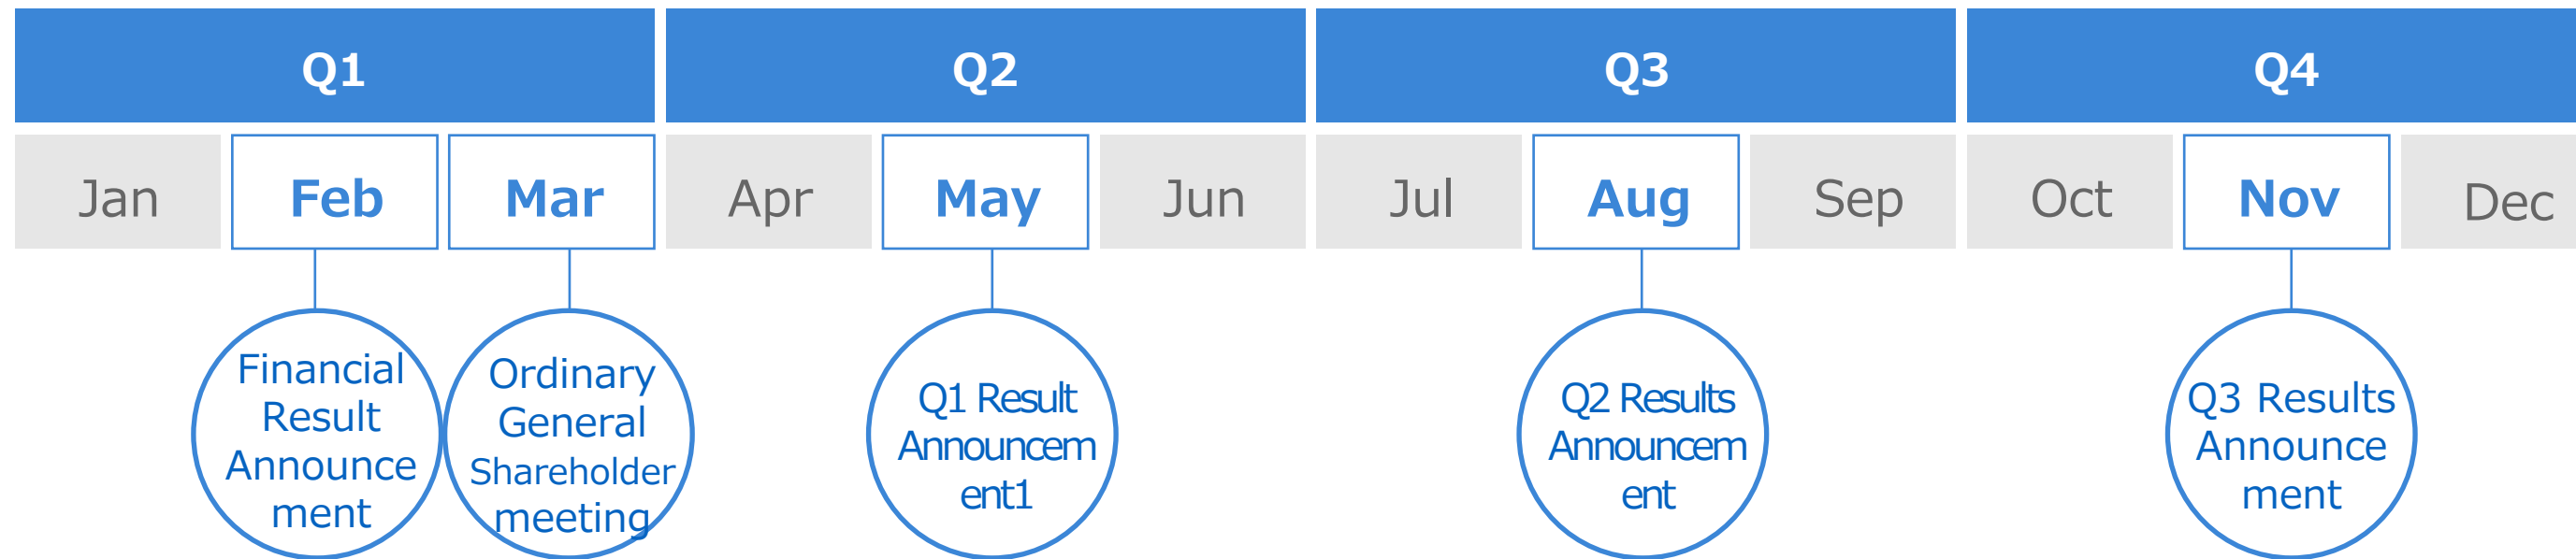 Q1 Q2 Q3 Q4
Jan Feb Mar Apr May Jun Jul Aug Sep Oct Nov Dec
Financial
Result
Announce
ment
Ordinary
General
Shareholder
meeting
Q1 Result
Announcem
ent1
Q2 Results
Announcem
ent
Q3 Results
Announce
ment